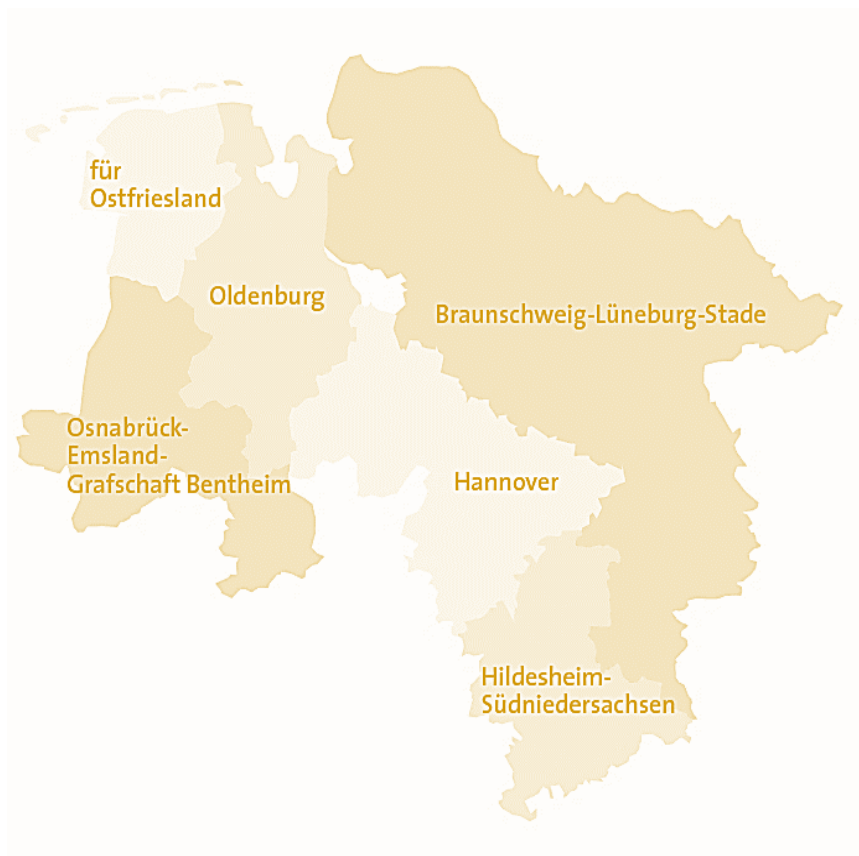 für
Ostfriesland
Oldenburg
Braunschweig-Lüneburg-Stade
Osnabrück-
Emsland-
Grafschaft Bentheim
Hannover
Hildesheim-
Südniedersachsen